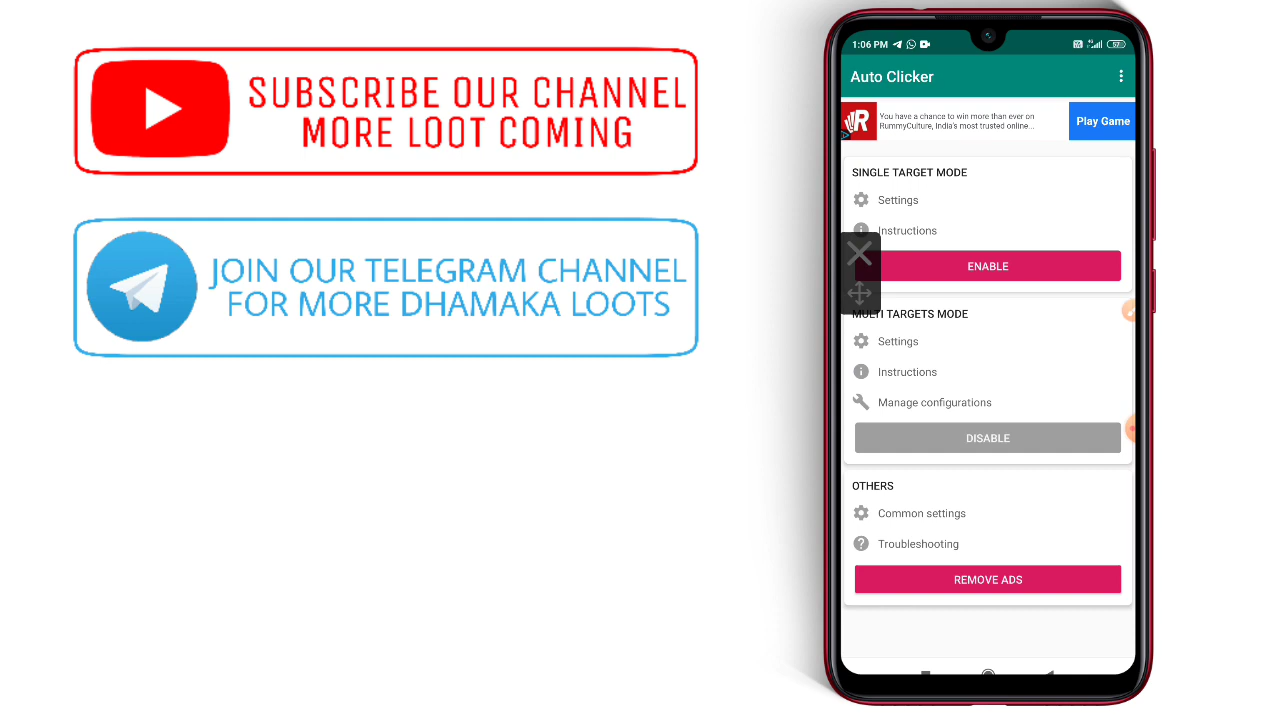 SUBSCRIBE OUR CHANNEL
MORE LOOT COMING
JOIN OUR TELEGRAM CHANNEL
FOR MORE DHAMAKA LOOTS
1:06 PM
Auto Clicker
You have a chance to win more than ever on
RummyCulture, india's most trusted online...
Play Game
SINGLE TARGET MODE
Settings
Instructions
ENABLE
MULTI TARGETS MODE
Settings
Instructions
Manage configurations
DISABLE
OTHERS
Common settings
Troubleshooting
REMOVE ADS